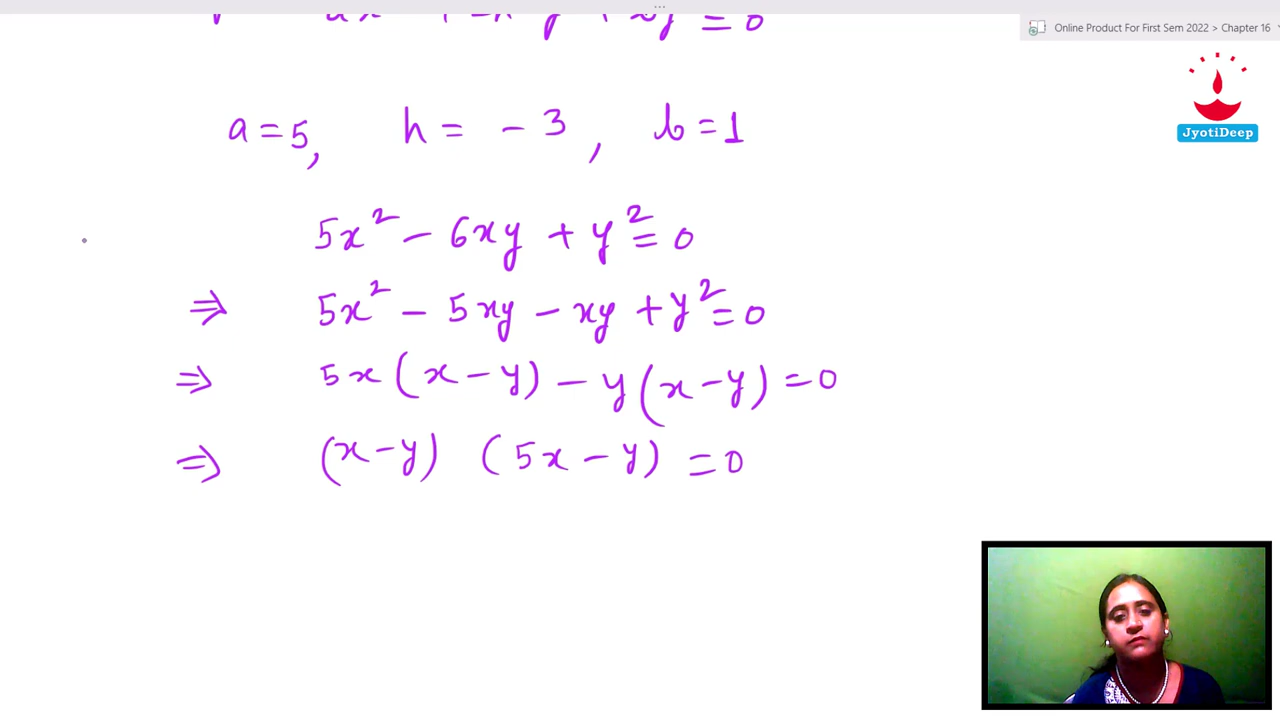 = 0
Online Product For First Sem 2022 > Chapter 16
JyotiDeep
a = 5, h = - 3 , b = 1
5x² - 6xy + y² = 0
⇒ 5x² - 5xy - xy + y² = 0
⇒ 5x (x - y) - y (x - y) = 0
⇒ (x - y) (5x - y) = 0